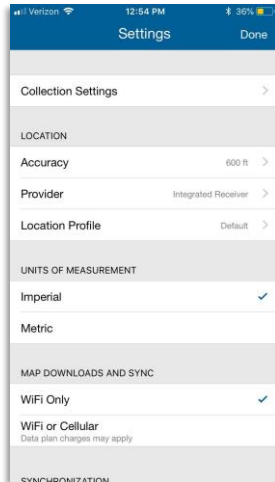 Verizon 12:54 PM 36%
Settings Done
Collection Settings
LOCATION
Accuracy 600 ft
Provider Integrated Receiver
Location Profile Default
UNITS OF MEASUREMENT
Imperial
Metric
MAP DOWNLOADS AND SYNC
WiFi Only
WiFi or Cellular
Data plan charges may apply
SYNCHRONIZATION